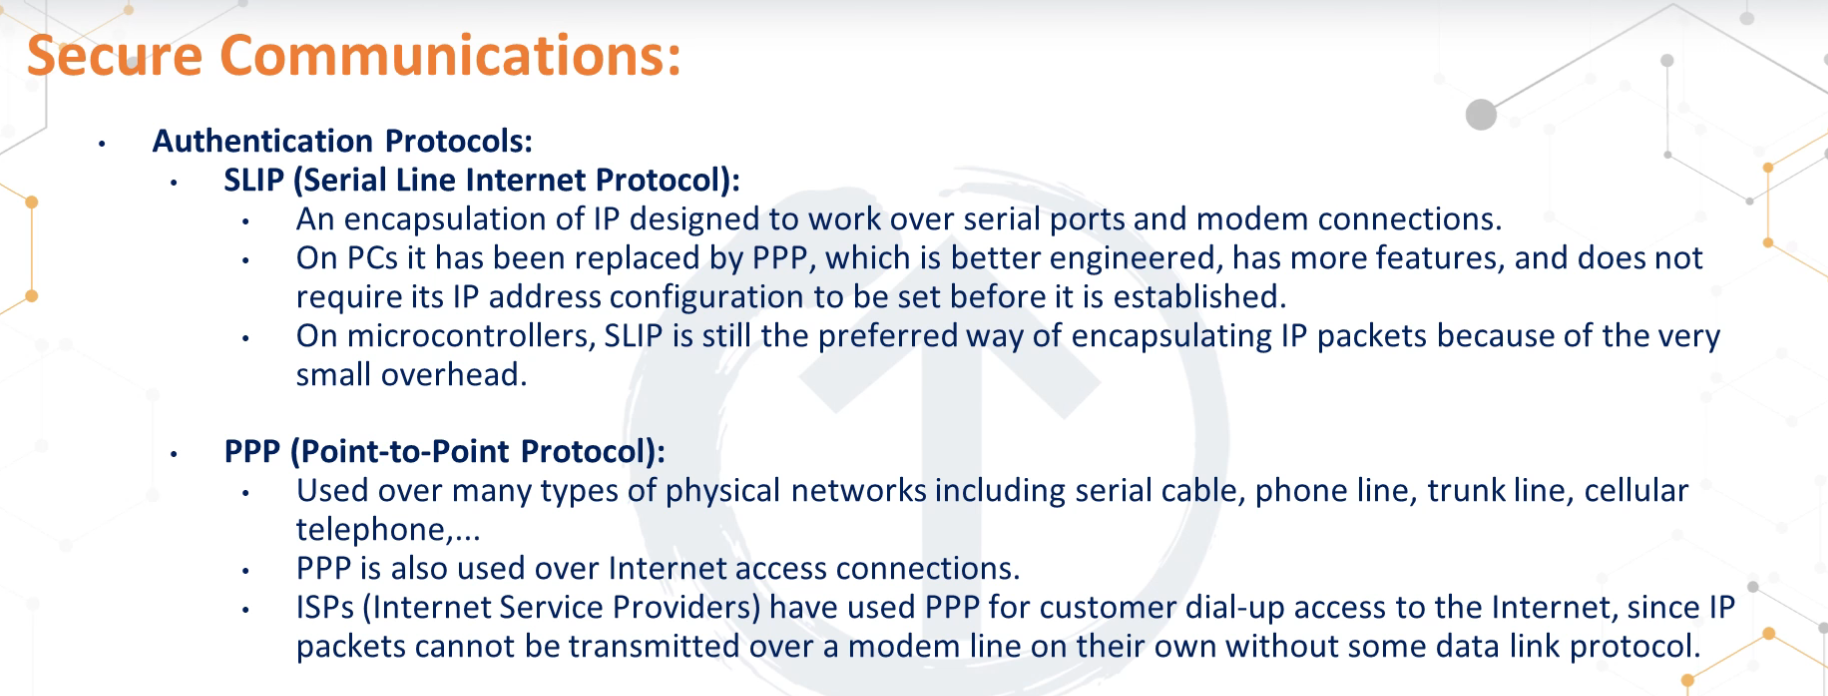 Secure Communications:
• Authentication Protocols:
• SLIP (Serial Line Internet Protocol):
• An encapsulation of IP designed to work over serial ports and modem connections.
• On PCs it has been replaced by PPP, which is better engineered, has more features, and does not
require its IP address configuration to be set before it is established.
• On microcontrollers, SLIP is still the preferred way of encapsulating IP packets because of the very
small overhead.
• PPP (Point-to-Point Protocol):
• Used over many types of physical networks including serial cable, phone line, trunk line, cellular
telephone,...
• PPP is also used over Internet access connections.
• ISPs (Internet Service Providers) have used PPP for customer dial-up access to the Internet, since IP
packets cannot be transmitted over a modem line on their own without some data link protocol.